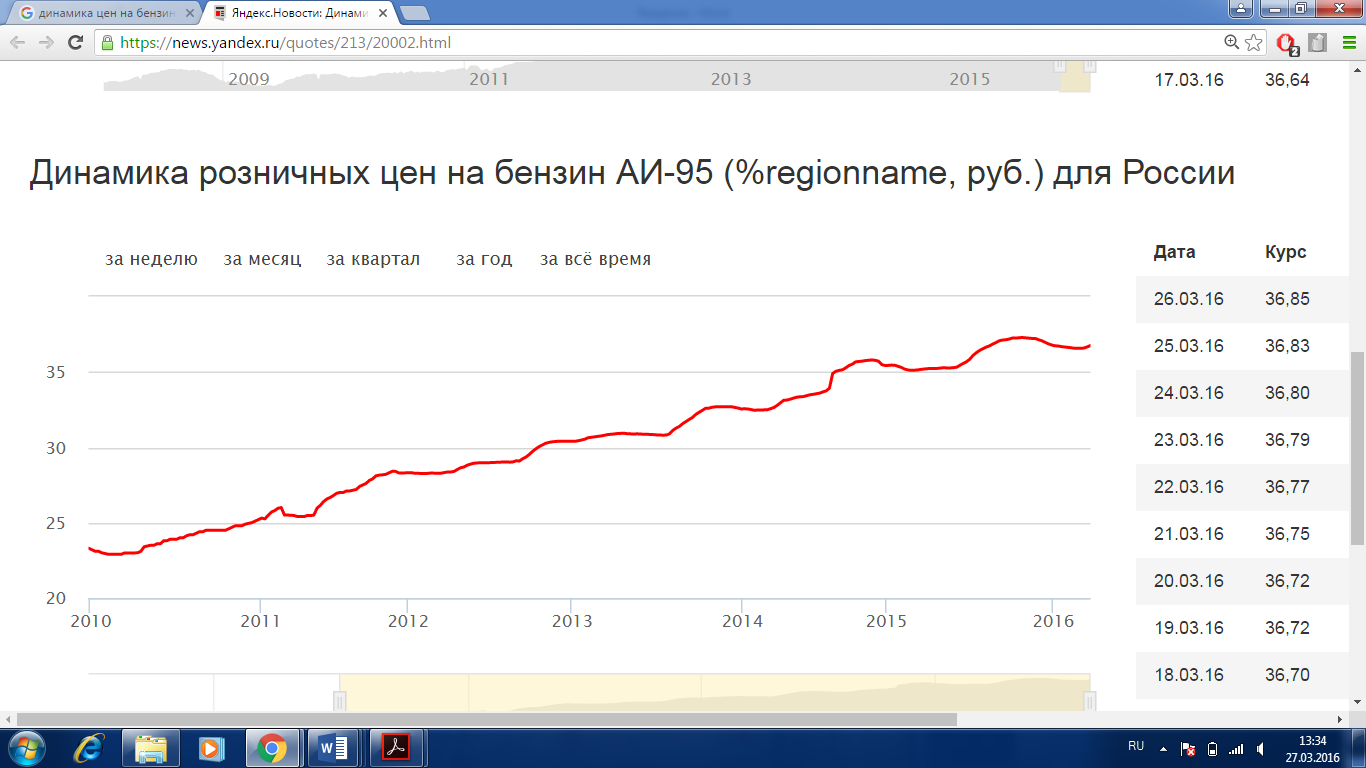 динамика цен на бензин
Яндекс.Новости: Динами
https://news.yandex.ru/quotes/213/20002.html
2
2009 2011 2013 2015
17.03.16 36,64
Динамика розничных цен на бензин АИ-95 (%regionname, руб.) для России
за неделю за месяц за квартал за год за всё время
Дата Курс
26.03.16 36,85
25.03.16 36,83
24.03.16 36,80
23.03.16 36,79
22.03.16 36,77
21.03.16 36,75
20.03.16 36,72
19.03.16 36,72
18.03.16 36,70
35
30
25
20
2010 2011 2012 2013 2014 2015 2016
RU
13:34
27.03.2016